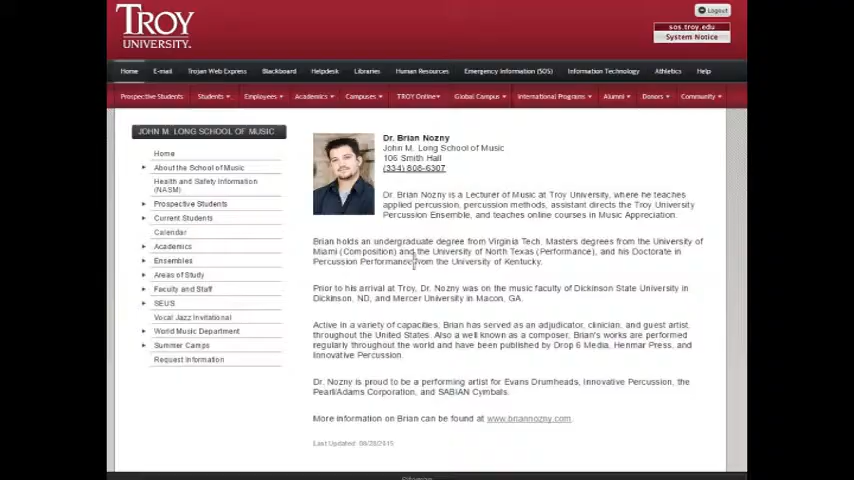 TROY
UNIVERSITY.
Logout
sos.troy.edu
System Notice
Home E-mail Trojan Web Express Blackboard Helpdesk Libraries Human Resources Emergency Information (SOS) Information Technology Athletics Help
Prospective Students Students Employees Academics Campuses TROY Online Global Campus International Programs Alumni Donors Community
JOHN M. LONG SCHOOL OF MUSIC
Home
About the School of Music
Health and Safety Information
(NASM)
Prospective Students
Current Students
Calendar
Academics
Ensembles
Areas of Study
Faculty and Staff
SEUS
Vocal Jazz Invitational
World Music Department
Summer Camps
Request Information
Dr. Brian Nozny
John M. Long School of Music
106 Smith Hall
(334) 808-6307
Dr. Brian Nozny is a Lecturer of Music at Troy University, where he teaches
applied percussion, percussion methods, assistant directs the Troy University
Percussion Ensemble, and teaches online courses in Music Appreciation.
Brian holds an undergraduate degree from Virginia Tech, Masters degrees from the University of
Miami (Composition) and the University of North Texas (Performance), and his Doctorate in
Percussion Performance from the University of Kentucky.
Prior to his arrival at Troy, Dr. Nozny was on the music faculty of Dickinson State University in
Dickinson, ND, and Mercer University in Macon, GA.
Active in a variety of capacities, Brian has served as an adjudicator, clinician, and guest artist,
throughout the United States. Also a well known as a composer, Brian's works are performed
regularly throughout the world and have been published by Drop 6 Media, Henmar Press, and
Innovative Percussion.
Dr. Nozny is proud to be a performing artist for Evans Drumheads, Innovative Percussion, the
Pearl/Adams Corporation, and SABIAN Cymbals.
More information on Brian can be found at www.briannozny.com.
Last Updated: 08/28/2015